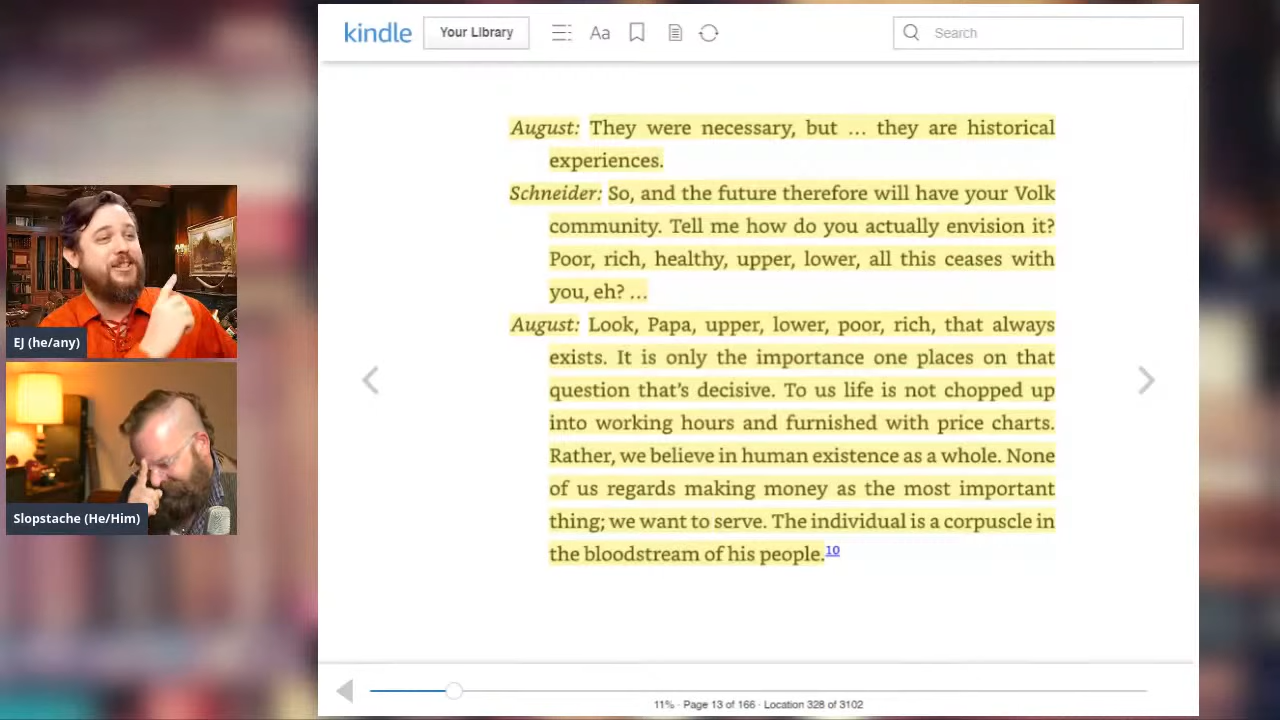 kindle
Your Library
Aa
Search
August: They were necessary, but … they are historical
experiences.
Schneider: So, and the future therefore will have your Volk
community. Tell me how do you actually envision it?
Poor, rich, healthy, upper, lower, all this ceases with
you, eh? …
August: Look, Papa, upper, lower, poor, rich, that always
exists. It is only the importance one places on that
question that's decisive. To us life is not chopped up
into working hours and furnished with price charts.
Rather, we believe in human existence as a whole. None
of us regards making money as the most important
thing; we want to serve. The individual is a corpuscle in
the bloodstream of his people.10
EJ (he/any)
Slopstache (He/Him)
11% · Page 13 of 166 · Location 328 of 3102